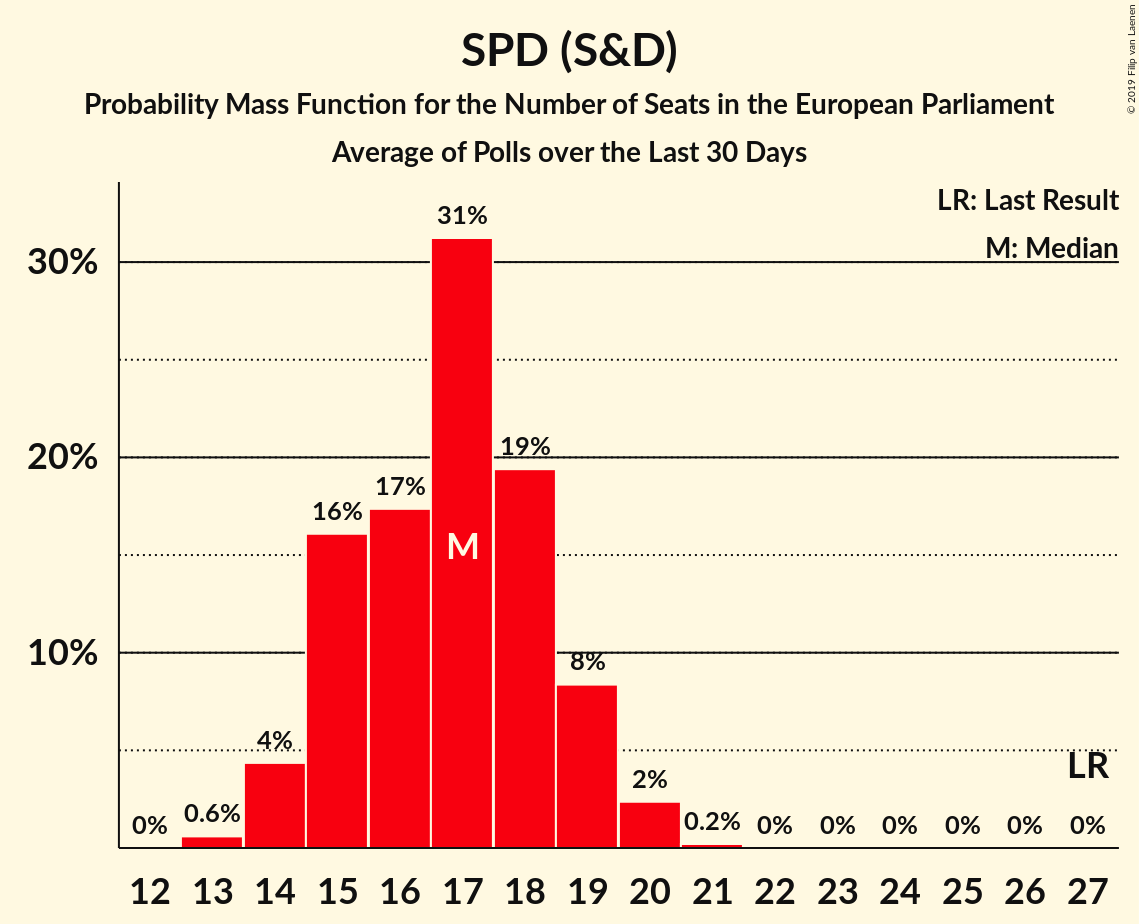 SPD (S&D)
Probability Mass Function for the Number of Seats in the European Parliament
Average of Polls over the Last 30 Days
© 2019 Filip van Laenen
LR: Last Result
M: Median
31%
30%
20%
19%
17%
16%
M
10%
8%
4%
2%
LR
0%
0.6%
0.2%
0%
0%
0%
0%
0%
0%
12 13 14 15 16 17 18 19 20 21 22 23 24 25 26 27